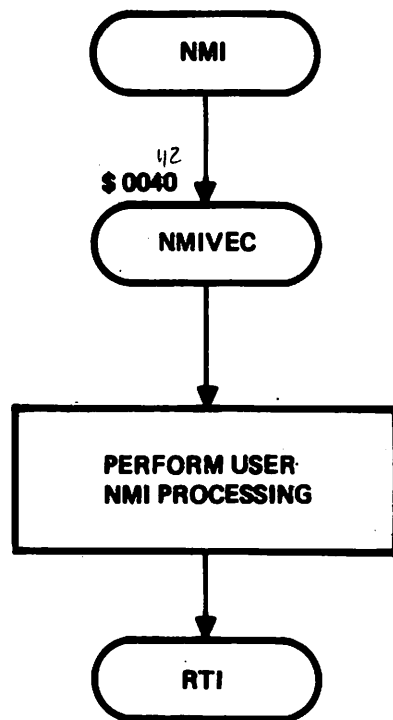 NMI
42
$ 0040
NMIVEC
PERFORM USER
NMI PROCESSING
RTI